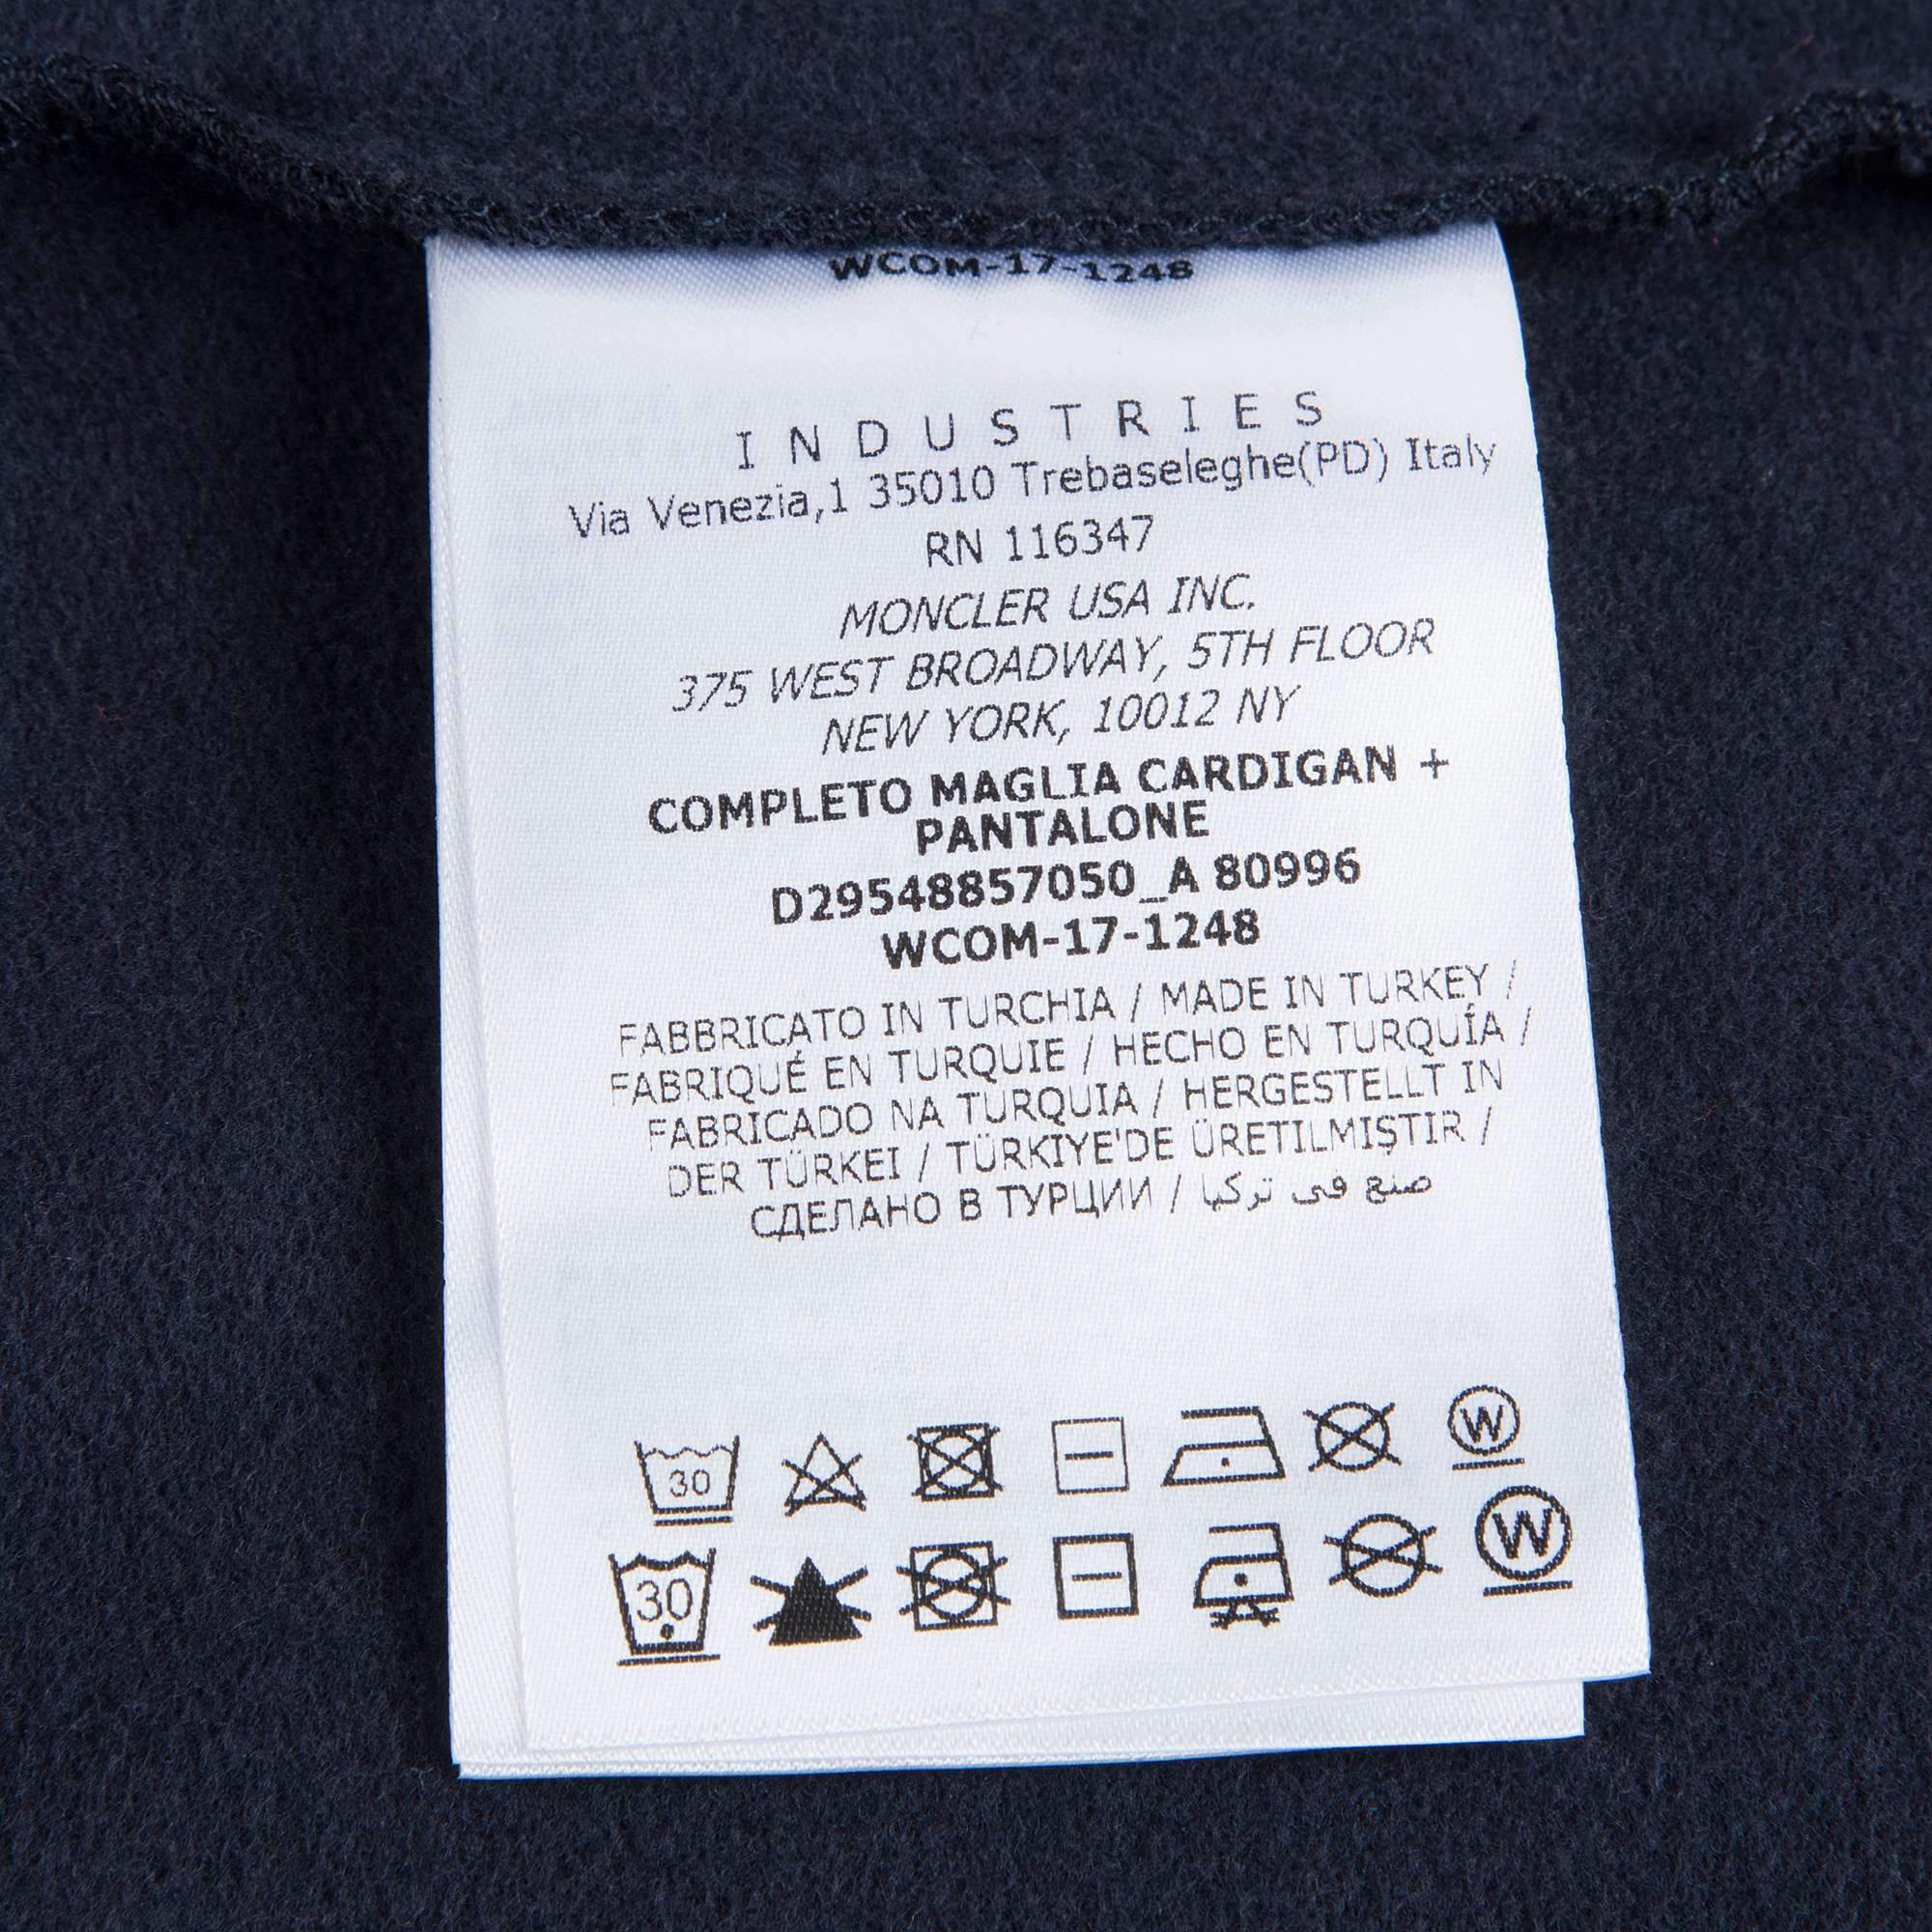 WCOM-17-1248
INDUSTRIES
Via Venezia,1 35010 Trebaseleghe(PD) Italy
RN 116347
MONCLER USA INC.
375 WEST BROADWAY, 5TH FLOOR
NEW YORK, 10012 NY
COMPLETO MAGLIA CARDIGAN +
PANTALONE
D29548857050_A 80996
WCOM-17-1248
FABBRICATO IN TURCHIA / MADE IN TURKEY /
FABRIQUÉ EN TURQUIE / HECHO EN TURQUÍA /
FABRICADO NA TURQUIA / HERGESTELLT IN
DER TÜRKEI / TÜRKIYE'DE ÜRETILMIŞTIR /
СДЕЛАНО В ТУРЦИИ / صنع في تركيا
30 W
30 W